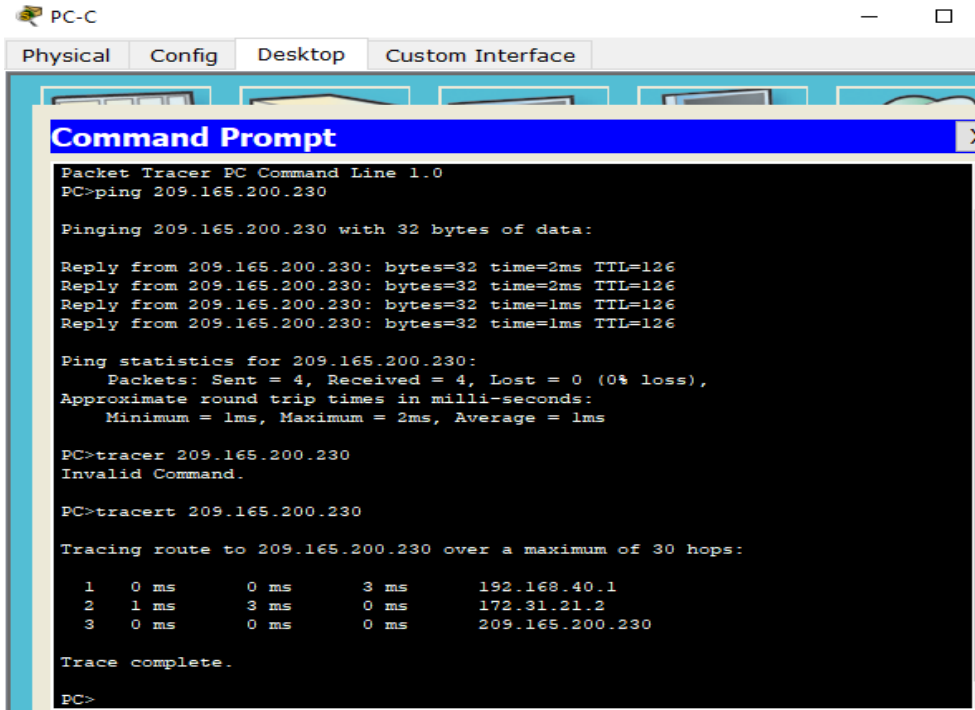 PC-C
Physical Config Desktop Custom Interface
Command Prompt X
Packet Tracer PC Command Line 1.0
PC>ping 209.165.200.230
Pinging 209.165.200.230 with 32 bytes of data:
Reply from 209.165.200.230: bytes=32 time=2ms TTL=126
Reply from 209.165.200.230: bytes=32 time=2ms TTL=126
Reply from 209.165.200.230: bytes=32 time=1ms TTL=126
Reply from 209.165.200.230: bytes=32 time=1ms TTL=126
Ping statistics for 209.165.200.230:
Packets: Sent = 4, Received = 4, Lost = 0 (0% loss),
Approximate round trip times in milli-seconds:
Minimum = 1ms, Maximum = 2ms, Average = 1ms
PC>tracer 209.165.200.230
Invalid Command.
PC>tracert 209.165.200.230
Tracing route to 209.165.200.230 over a maximum of 30 hops:
1 0 ms 0 ms 3 ms 192.168.40.1
2 1 ms 3 ms 0 ms 172.31.21.2
3 0 ms 0 ms 0 ms 209.165.200.230
Trace complete.
PC>